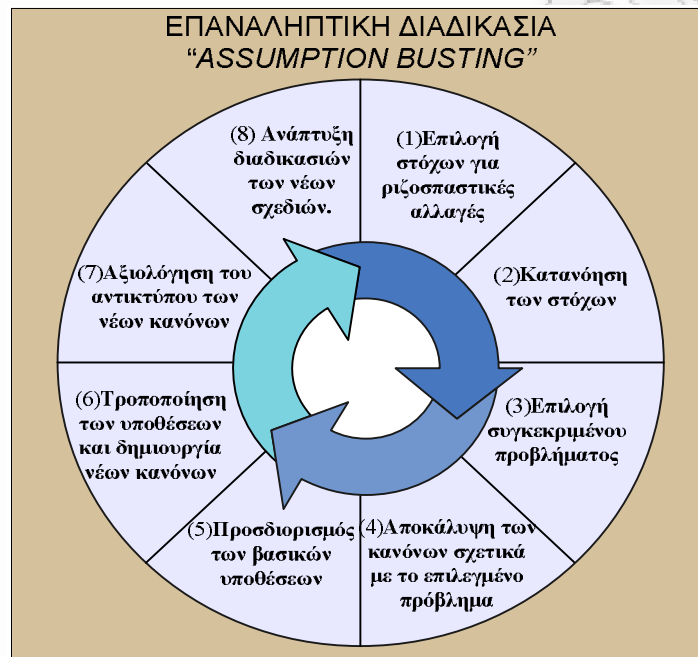 ΕΠΑΝΑΛΗΠΤΙΚΗ ΔΙΑΔΙΚΑΣΙΑ
“ASSUMPTION BUSTING”
(1)Επιλογή
στόχων για
ριζοσπαστικές
αλλαγές
(2)Κατανόηση
των στόχων
(3)Επιλογή
συγκεκριμένου
προβλήματος
(4)Αποκάλυψη των
κανόνων σχετικά
με το επιλεγμένο
πρόβλημα
(5)Προσδιορισμός
των βασικών
υποθέσεων
(6)Τροποποίηση
των υποθέσεων
και δημιουργία
νέων κανόνων
(7)Αξιολόγηση του
αντικτύπου των
νέων κανόνων
(8) Ανάπτυξη
διαδικασιών
των νέων
σχεδιών.